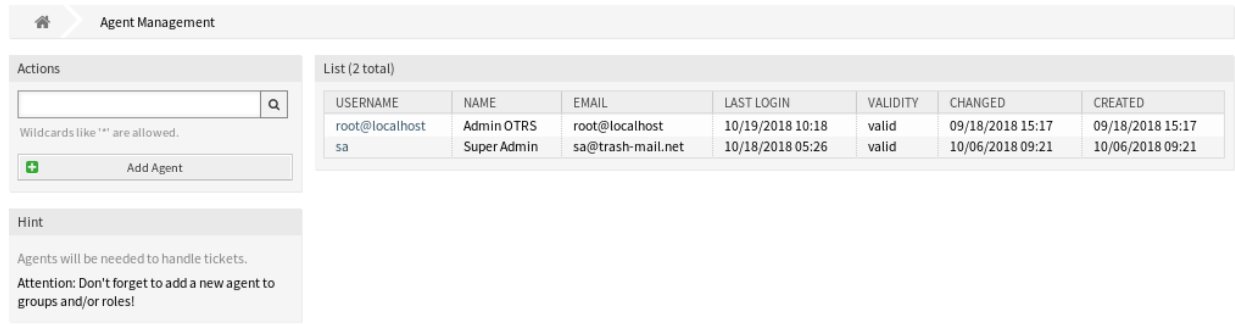 Agent Management
Actions
Wildcards like '*' are allowed.
Add Agent
Hint
Agents will be needed to handle tickets.
Attention: Don't forget to add a new agent to
groups and/or roles!
List (2 total)
USERNAME NAME EMAIL LAST LOGIN VALIDITY CHANGED CREATED
root@localhost Admin OTRS root@localhost 10/19/2018 10:18 valid 09/18/2018 15:17 09/18/2018 15:17
sa Super Admin sa@trash-mail.net 10/18/2018 05:26 valid 10/06/2018 09:21 10/06/2018 09:21